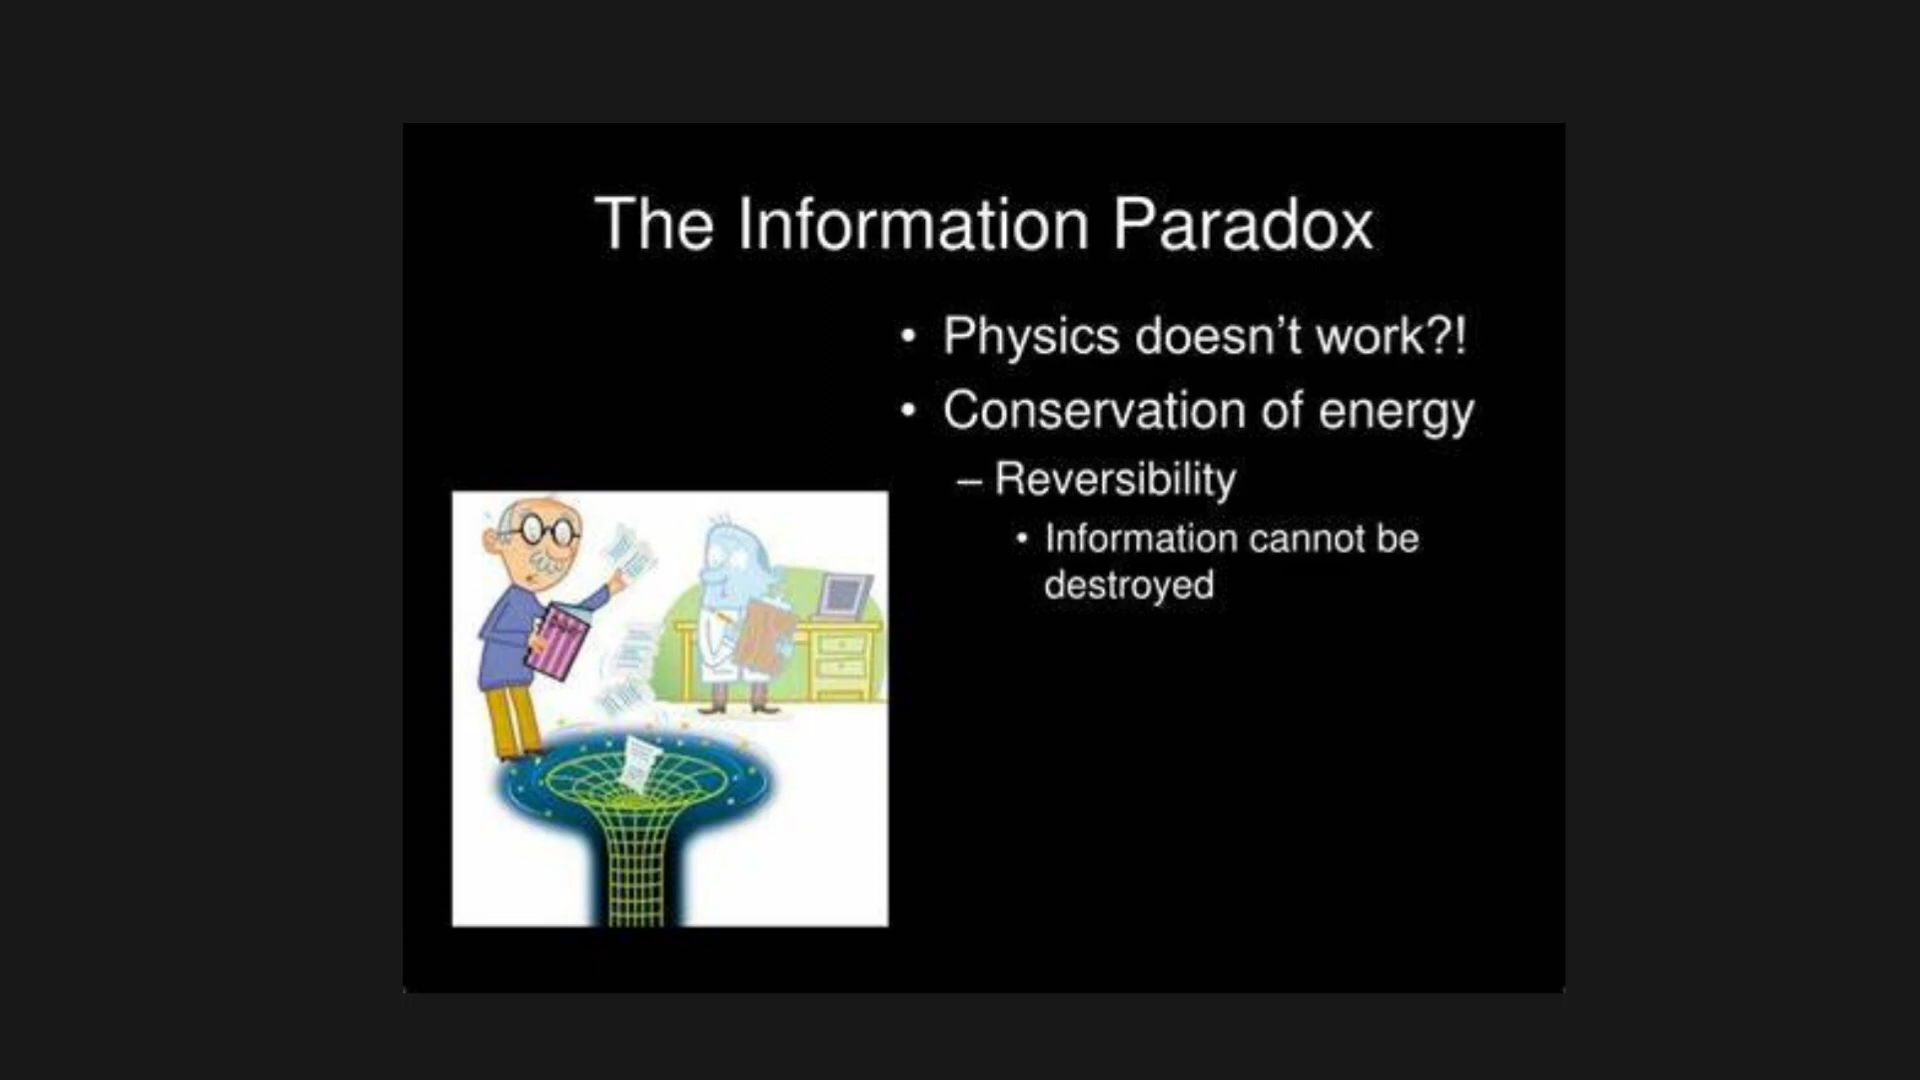 The Information Paradox
• Physics doesn’t work?!
• Conservation of energy
– Reversibility
• Information cannot be
destroyed